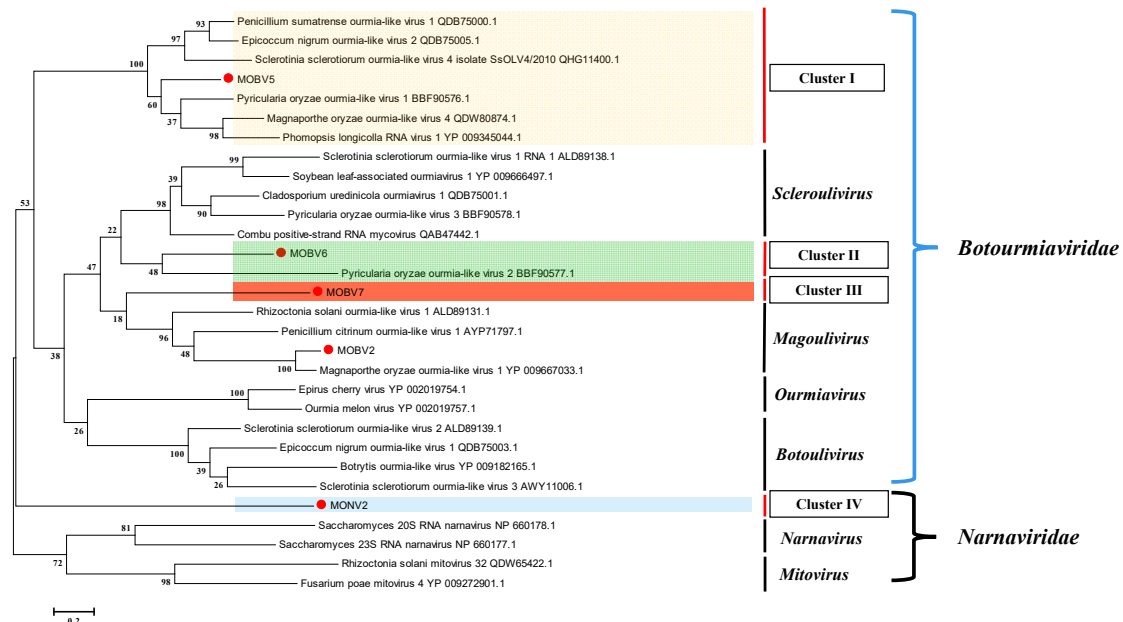 Penicillium sumatrense ourmia-like virus 1 QDB75000.1
93
Epicoccum nigrum ourmia-like virus 2 QDB75005.1
97
Sclerotinia sclerotiorum ourmia-like virus 4 isolate SsOLV4/2010 QHG11400.1
100
MOBV5
Cluster I
60
Pyricularia oryzae ourmia-like virus 1 BBF90576.1
37
Magnaporthe oryzae ourmia-like virus 4 QDW80874.1
98
Phomopsis longicolla RNA virus 1 YP 009345044.1
Sclerotinia sclerotiorum ourmia-like virus 1 RNA 1 ALD89138.1
99
Soybean leaf-associated ourmiavirus 1 YP 009666497.1
39
Cladosporium uredinicola ourmiavirus 1 QDB75001.1
Scleroulivirus
53
98
90
Pyricularia oryzae ourmia-like virus 3 BBF90578.1
22
Combu positive-strand RNA mycovirus QAB47442.1
MOBV6
Cluster II
Botourmiaviridae
47
48
Pyricularia oryzae ourmia-like virus 2 BBF90577.1
MOBV7
Cluster III
18
Rhizoctonia solani ourmia-like virus 1 ALD89131.1
96
Penicillium citrinum ourmia-like virus 1 AYP71797.1
Magoulivirus
48
MOBV2
38
100
Magnaporthe oryzae ourmia-like virus 1 YP 009667033.1
Epirus cherry virus YP 002019754.1
100
Ourmiavirus
Ourmia melon virus YP 002019757.1
26
Sclerotinia sclerotiorum ourmia-like virus 2 ALD89139.1
100
Epicoccum nigrum ourmia-like virus 1 QDB75003.1
Botoulivirus
39
Botrytis ourmia-like virus YP 009182165.1
26
Sclerotinia sclerotiorum ourmia-like virus 3 AWY11006.1
MONV2
Cluster IV
Saccharomyces 20S RNA narnavirus NP 660178.1
81
Narnavirus
Narnaviridae
Saccharomyces 23S RNA narnavirus NP 660177.1
72
Rhizoctonia solani mitovirus 32 QDW65422.1
Mitovirus
98
Fusarium poae mitovirus 4 YP 009272901.1
0.2